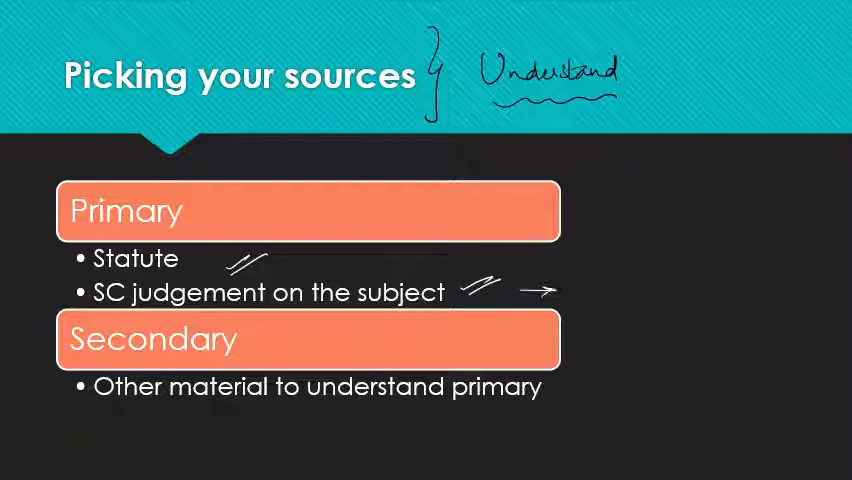 Picking your sources Understand
Primary
• Statute
• SC judgement on the subject
Secondary
• Other material to understand primary